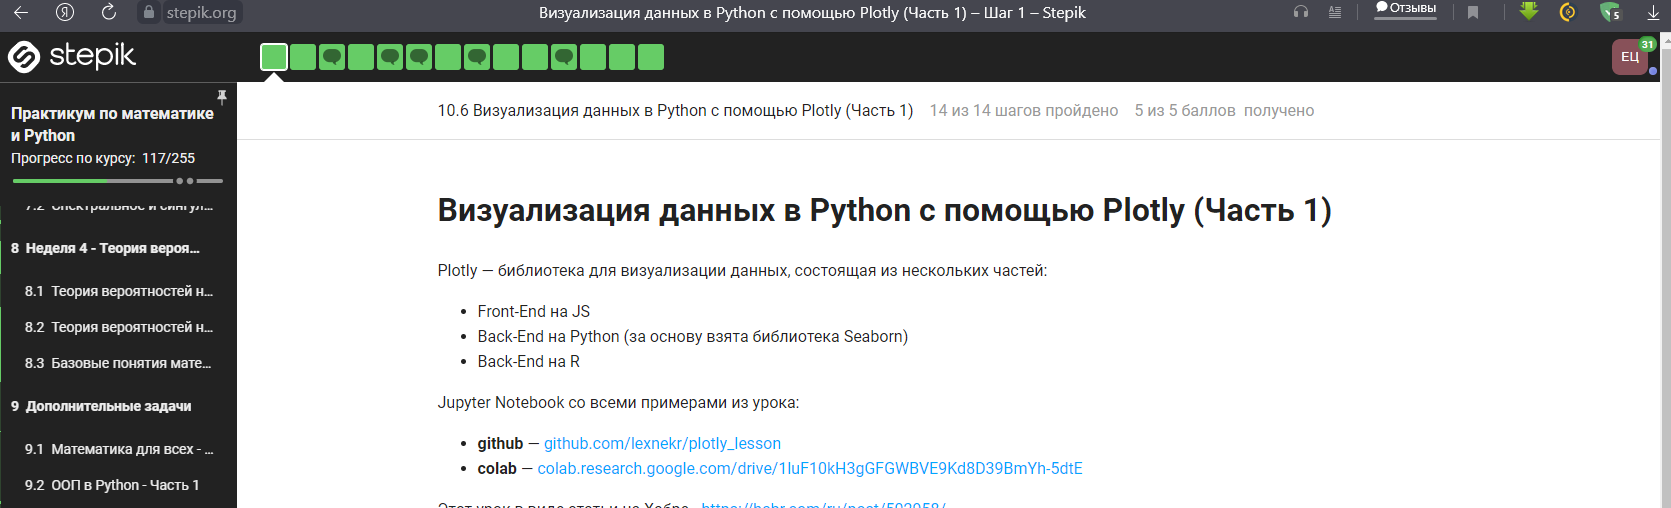 stepik.org
Визуализация данных в Python с помощью Plotly (Часть 1) – Шаг 1 – Stepik
Отзывы
5
stepik
ЕЦ
31
Практикум по математике
и Python
Прогресс по курсу: 117/255
8 Неделя 4 - Теория вероя...
8.1 Теория вероятностей н...
8.2 Теория вероятностей н...
8.3 Базовые понятия мате...
9 Дополнительные задачи
9.1 Математика для всех - ...
9.2 ООП в Python - Часть 1
10.6 Визуализация данных в Python с помощью Plotly (Часть 1) 14 из 14 шагов пройдено 5 из 5 баллов получено
Визуализация данных в Python с помощью Plotly (Часть 1)
Plotly — библиотека для визуализации данных, состоящая из нескольких частей:
• Front-End на JS
• Back-End на Python (за основу взята библиотека Seaborn)
• Back-End на R
Jupyter Notebook со всеми примерами из урока:
• github — github.com/lexnekr/plotly_lesson
• colab — colab.research.google.com/drive/1IuF10kH3gGFGWBVE9Kd8D39BmYh-5dtE